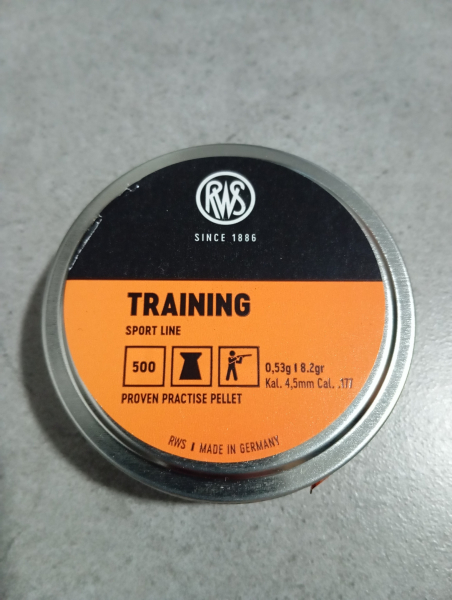 RWS
SINCE 1886
TRAINING
SPORT LINE
500
0,53g I 8.2gr
Kal. 4,5mm Cal. .177
PROVEN PRACTISE PELLET
RWS I MADE IN GERMANY